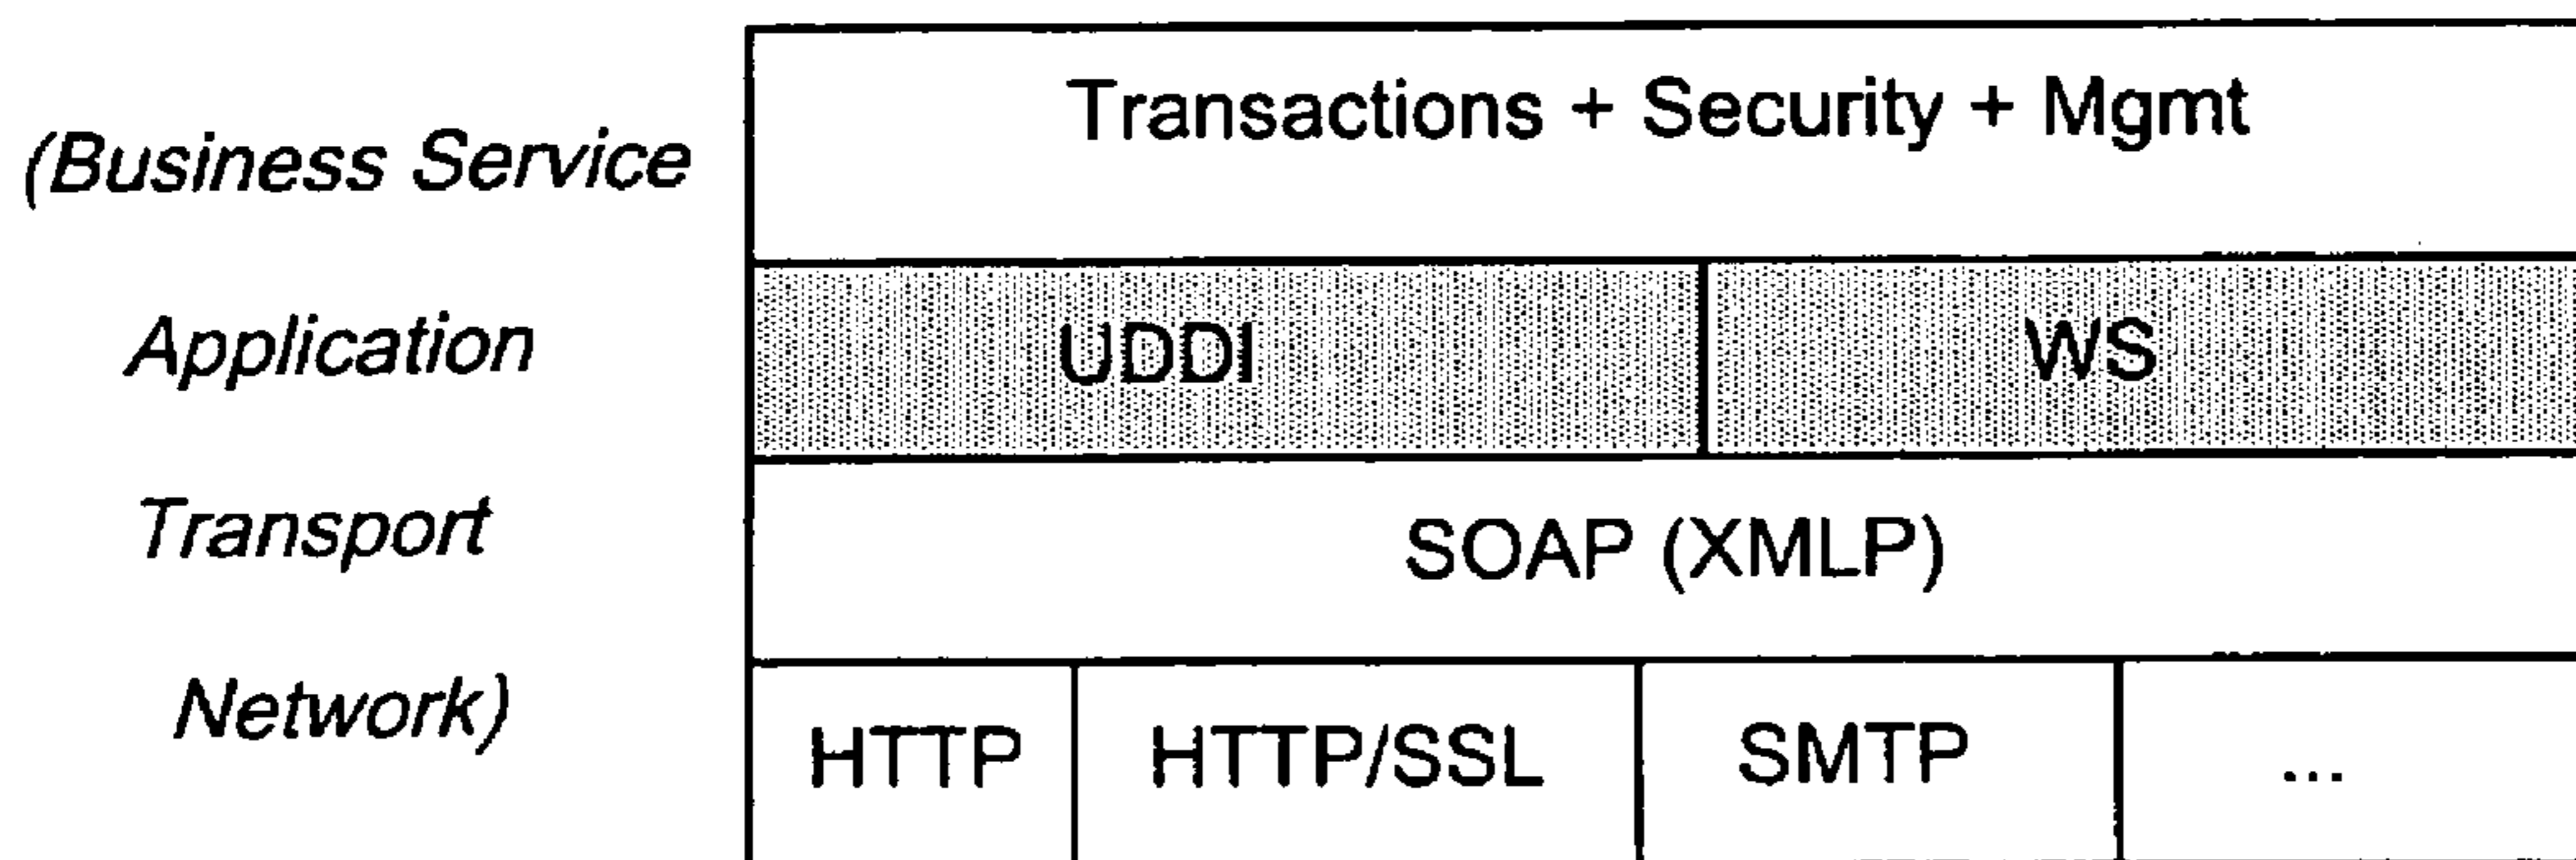 Transactions + Security + Mgmt
(Business Service
Application
UDDI
WS
Transport
SOAP (XMLP)
Network)
HTTP
HTTP/SSL
SMTP
...